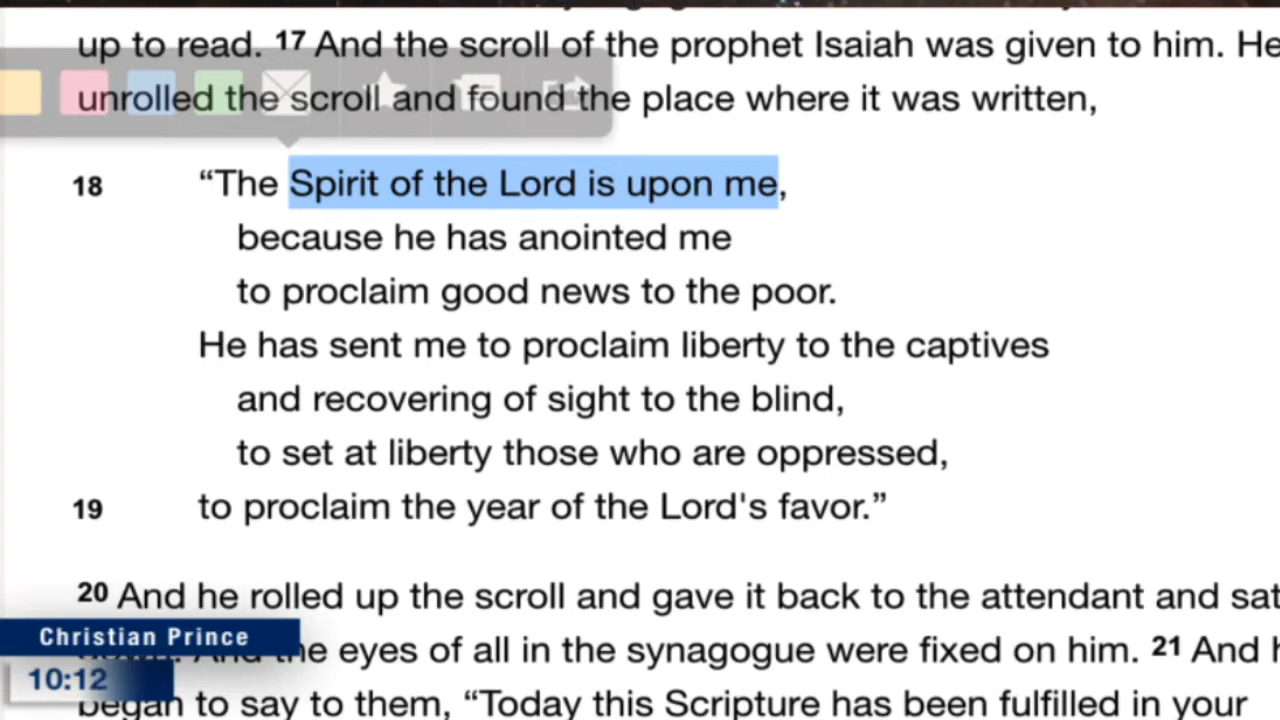 up to read. 17 And the scroll of the prophet Isaiah was given to him. He
unrolled the scroll and found the place where it was written,
18 “The Spirit of the Lord is upon me,
because he has anointed me
to proclaim good news to the poor.
He has sent me to proclaim liberty to the captives
and recovering of sight to the blind,
to set at liberty those who are oppressed,
19 to proclaim the year of the Lord's favor.”
20 And he rolled up the scroll and gave it back to the attendant and sat
Christian Prince
the eyes of all in the synagogue were fixed on him. 21 And h
10:12
began to say to them, “Today this Scripture has been fulfilled in your